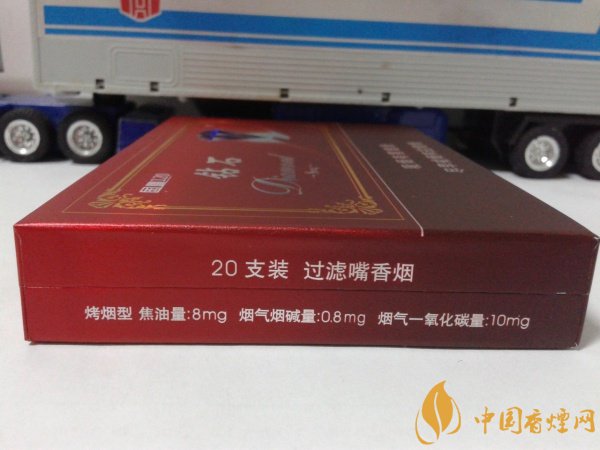 钻石
Diamond
20支装 过滤嘴香烟
烤烟型 焦油量:8mg 烟气烟碱量:0.8mg 烟气一氧化碳量:10mg
中国香煙网